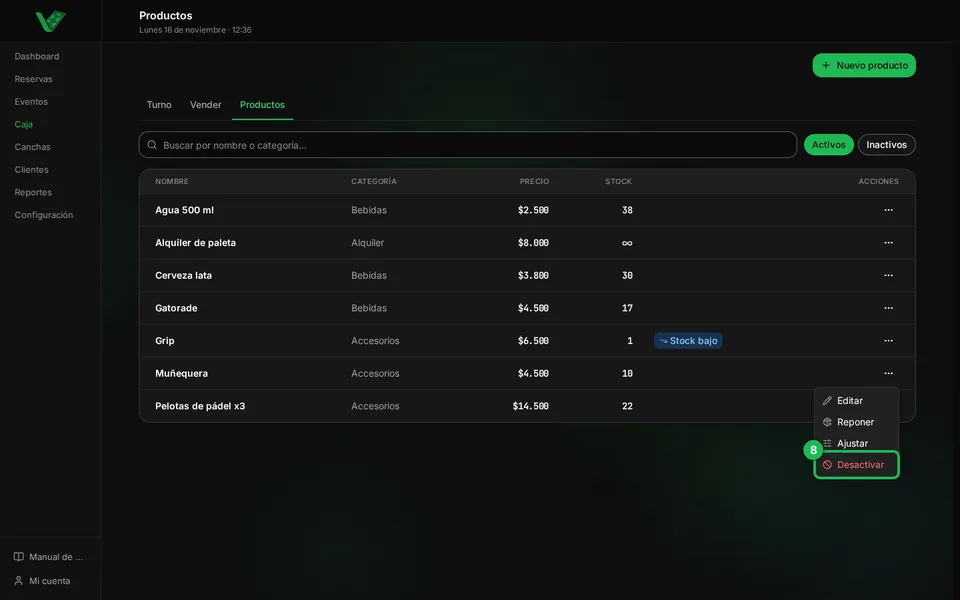 Productos
Lunes 16 de noviembre · 12:36
Dashboard
Reservas
Eventos
Caja
Canchas
Clientes
Reportes
Configuración
Manual de ...
Mi cuenta
+ Nuevo producto
Turno Vender Productos
Buscar por nombre o categoría...
Activos Inactivos
NOMBRE CATEGORÍA PRECIO STOCK ACCIONES
Agua 500 ml Bebidas $2.500 38 ...
Alquiler de paleta Alquiler $8.000 ∞ ...
Cerveza lata Bebidas $3.800 30 ...
Gatorade Bebidas $4.500 17 ...
Grip Accesorios $6.500 1 Stock bajo ...
Muñequera Accesorios $4.500 10 ...
Pelotas de pádel x3 Accesorios $14.500 22
Editar
Reponer
Ajustar
8 Desactivar